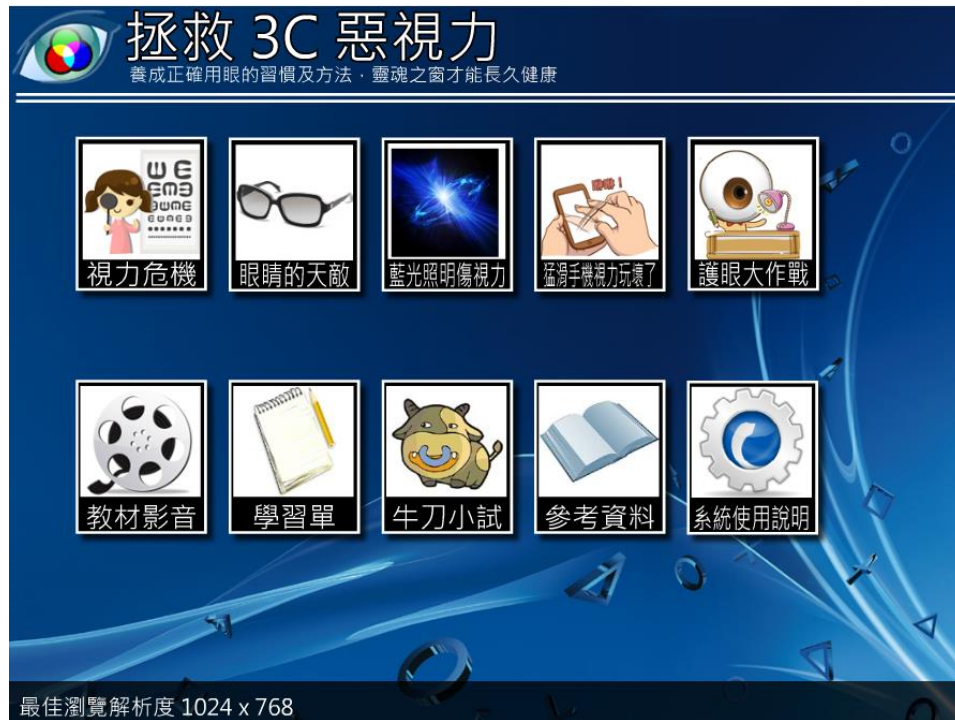 拯救 3C 惡視力
養成正確用眼的習慣及方法，靈魂之窗才能長久健康
視力危機
眼睛的天敵
藍光照明傷視力
猛滑手機視力玩壞了
護眼大作戰
教材影音
學習單
牛刀小試
參考資料
系統使用說明
最佳瀏覽解析度 1024 x 768